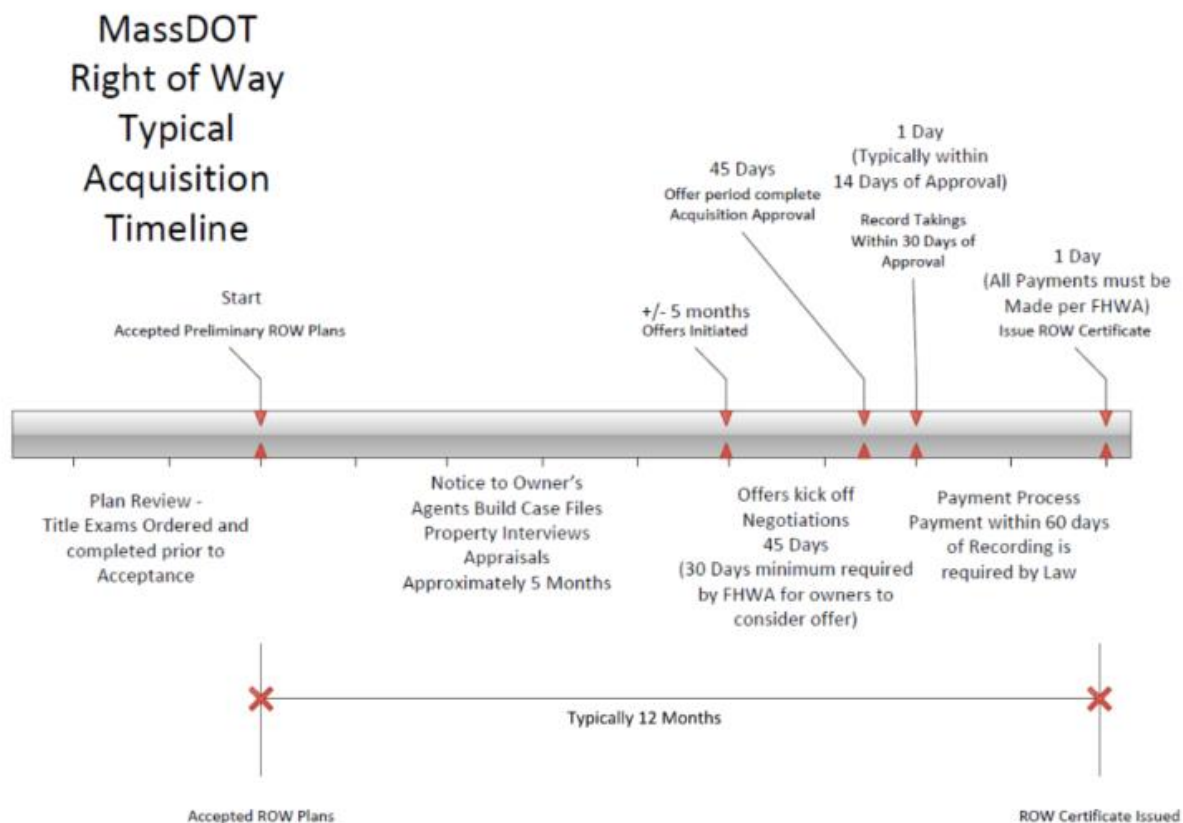 MassDOT
Right of Way
Typical
Acquisition
Timeline
Start
Accepted Preliminary ROW Plans
+/- 5 months
Offers Initiated
45 Days
Offer period complete
Acquisition Approval
1 Day
(Typically within
14 Days of Approval)
Record Takings
Within 30 Days of
Approval
1 Day
(All Payments must be
Made per FHWA)
Issue ROW Certificate
Plan Review -
Title Exams Ordered and
completed prior to
Acceptance
Notice to Owner's
Agents Build Case Files
Property Interviews
Appraisals
Approximately 5 Months
Offers kick off
Negotiations
45 Days
(30 Days minimum required
by FHWA for owners to
consider offer)
Payment Process
Payment within 60 days
of Recording is
required by Law
Typically 12 Months
Accepted ROW Plans
ROW Certificate Issued